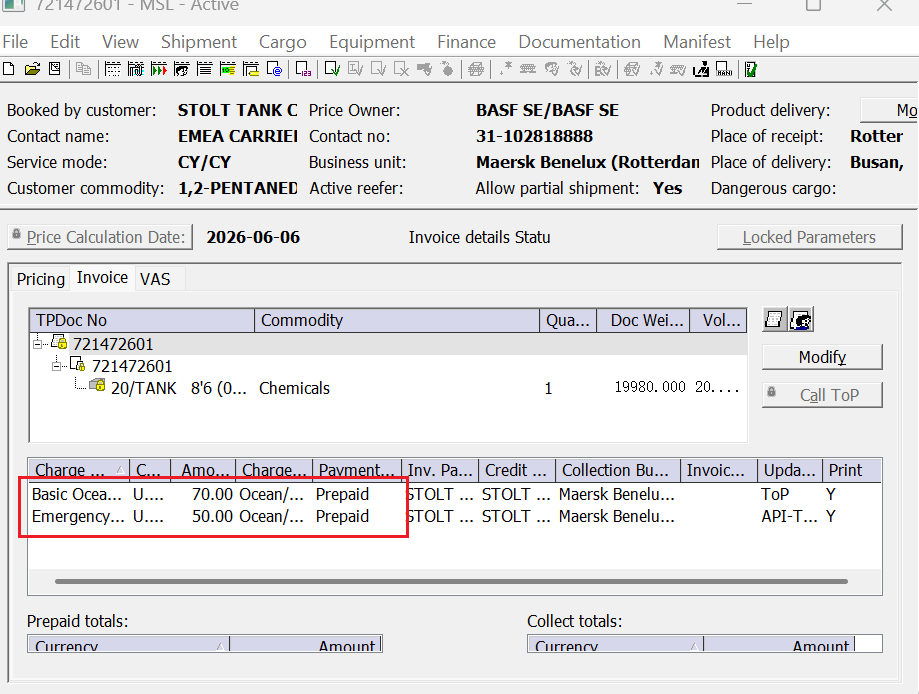 721472601 - MSL - Active
File Edit View Shipment Cargo Equipment Finance Documentation Manifest Help
Booked by customer: STOLT TANK C Price Owner: BASF SE/BASF SE Product delivery: Mo
Contact name: EMEA CARRIEI Contact no: 31-102818888 Place of receipt: Rotter
Service mode: CY/CY Business unit: Maersk Benelux (Rotterdan Place of delivery: Busan,
Customer commodity: 1,2-PENTANED Active reefer: Allow partial shipment: Yes Dangerous cargo:
Price Calculation Date: 2026-06-06 Invoice details Statu Locked Parameters
Pricing Invoice VAS
TPDoc No Commodity Qua... Doc Wei... Vol...
721472601
721472601
20/TANK 8'6 (0... Chemicals 1 19980.000 20....
Modify
Call ToP
Charge ... C... Amo... Charge... Payment... Inv. Pa... Credit ... Collection Bu... Invoic... Upda... Print
Basic Ocea... U.... 70.00 Ocean/... Prepaid STOLT ... STOLT ... Maersk Benelu... ToP Y
Emergency... U.... 50.00 Ocean/... Prepaid STOLT ... STOLT ... Maersk Benelu... API-T... Y
Prepaid totals: Collect totals:
Currency Amount Currency Amount